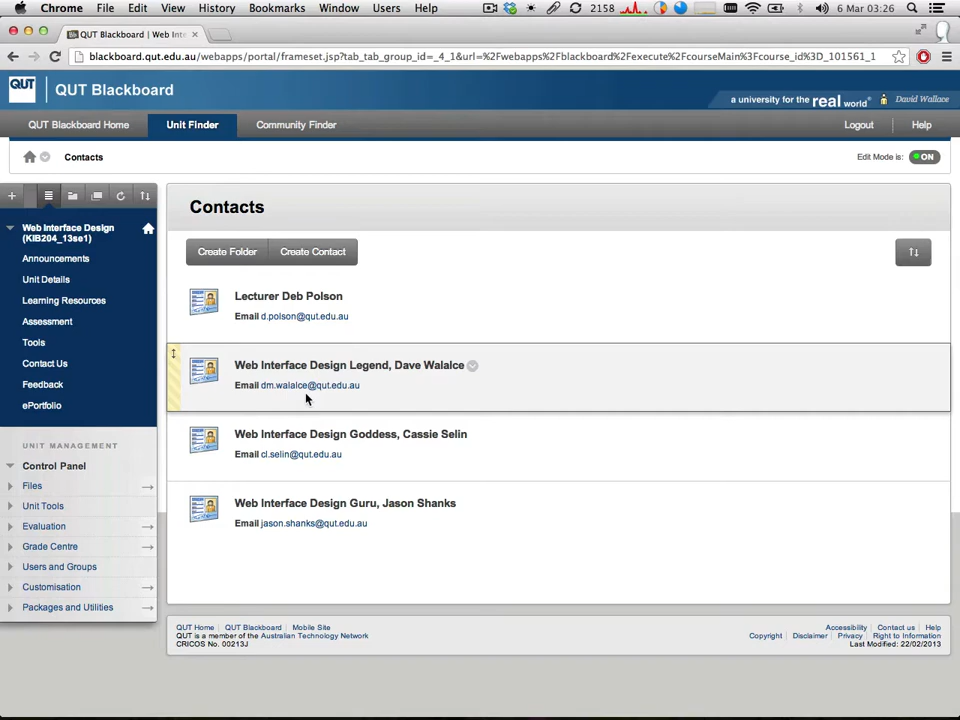 Chrome File Edit View History Bookmarks Window Users Help 2158 6 Mar 03:26
QUT Blackboard | Web Inte
blackboard.qut.edu.au/webapps/portal/frameset.jsp?tab_tab_group_id=_4_1&url=%2Fwebapps%2Fblackboard%2Fexecute%2FcourseMain%3Fcourse_id%3D_101561_1
QUT QUT Blackboard
a university for the real world® David Wallace
QUT Blackboard Home Unit Finder Community Finder Logout Help
Contacts Edit Mode is: ON
Web Interface Design
(KIB204_13se1)
Announcements
Unit Details
Learning Resources
Assessment
Tools
Contact Us
Feedback
ePortfolio
UNIT MANAGEMENT
Control Panel
Files
Unit Tools
Evaluation
Grade Centre
Users and Groups
Customisation
Packages and Utilities
Contacts
Create Folder Create Contact
Lecturer Deb Polson
Email d.polson@qut.edu.au
Web Interface Design Legend, Dave Walalce
Email dm.walalce@qut.edu.au
Web Interface Design Goddess, Cassie Selin
Email cl.selin@qut.edu.au
Web Interface Design Guru, Jason Shanks
Email jason.shanks@qut.edu.au
QUT Home QUT Blackboard Mobile Site
QUT is a member of the Australian Technology Network
CRICOS No. 00213J
Accessibility Contact us Help
Copyright Disclaimer Privacy Right to Information
Last Modified: 22/02/2013